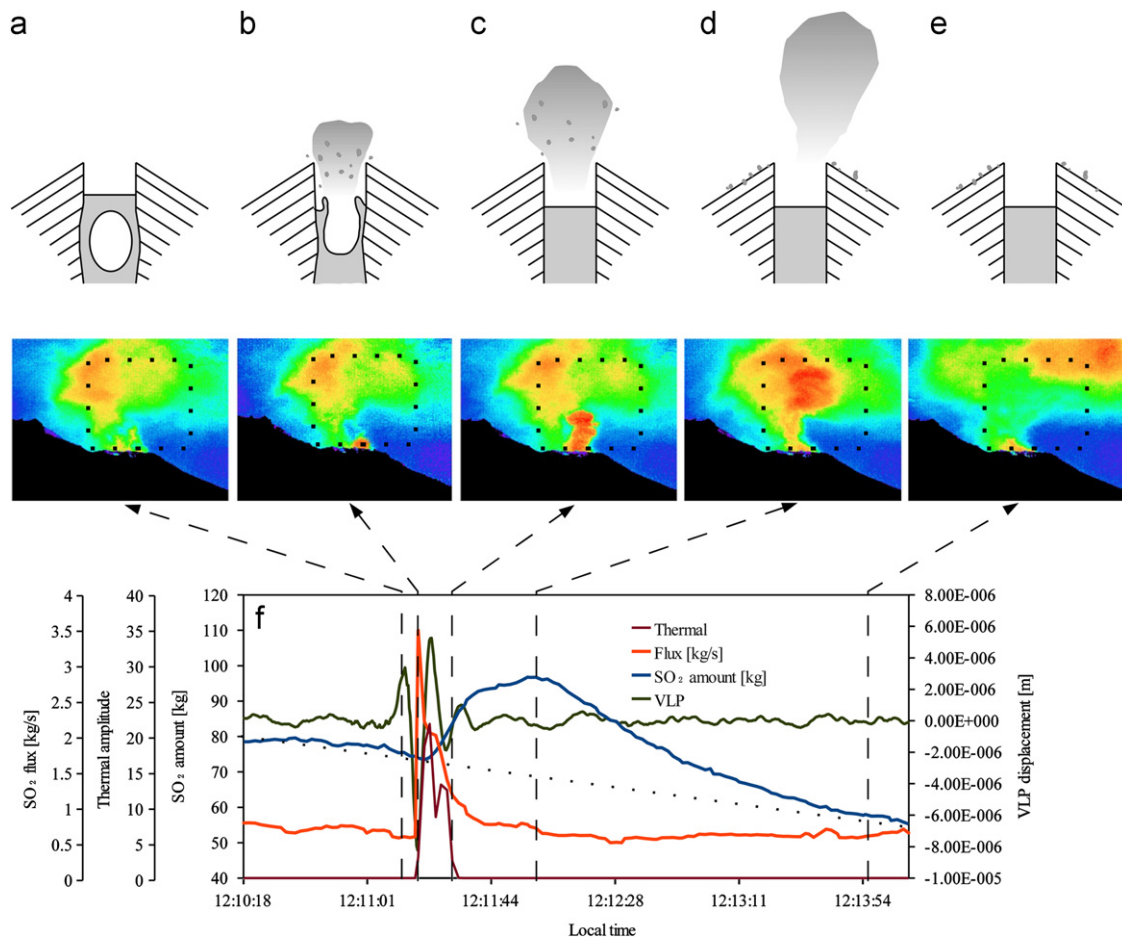 a
b
c
d
e
f
Thermal
Flux [kg/s]
SO₂ amount [kg]
VLP
SO₂ flux [kg/s]
4
3.5
3
2.5
2
1.5
1
0.5
0
Thermal amplitude
40
35
30
25
20
15
10
5
0
SO₂ amount [kg]
120
110
100
90
80
70
60
50
40
8.00E-006
6.00E-006
4.00E-006
2.00E-006
0.00E+000
-2.00E-006
-4.00E-006
-6.00E-006
-8.00E-006
-1.00E-005
VLP displacement [m]
12:10:18
12:11:01
12:11:44
12:12:28
12:13:11
12:13:54
Local time